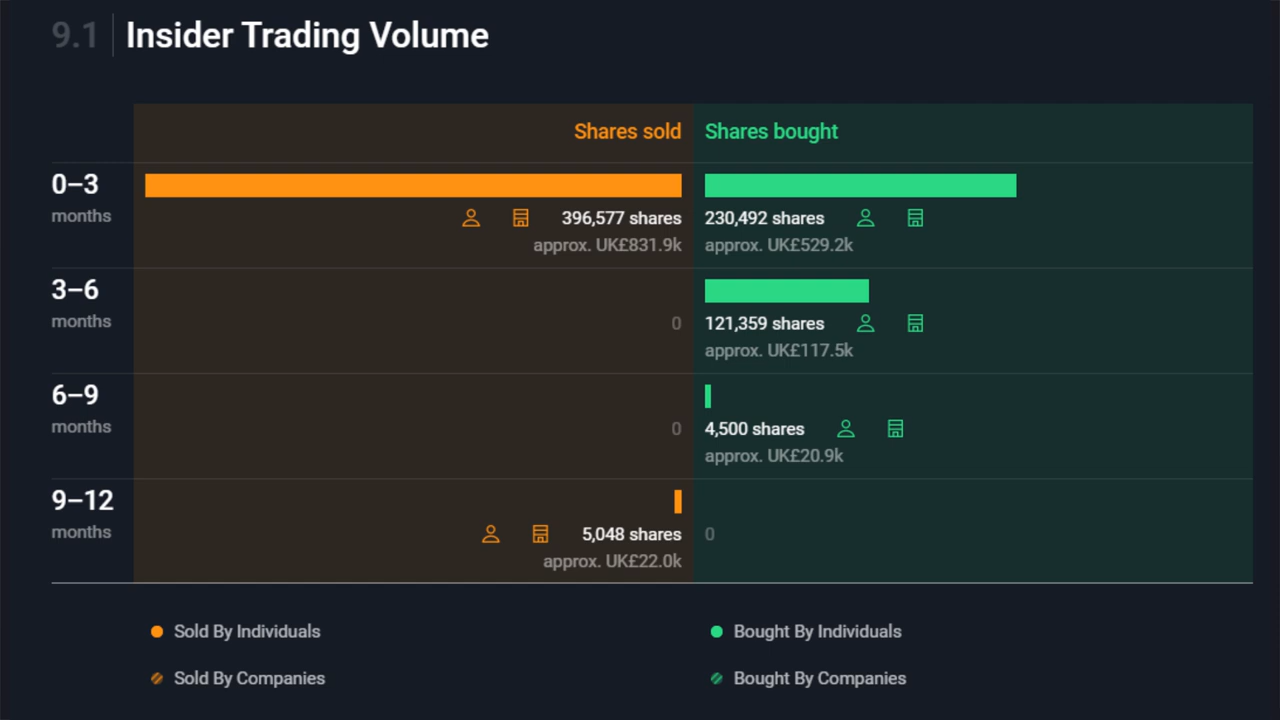 9.1 Insider Trading Volume
Shares sold Shares bought
0–3
months
396,577 shares 230,492 shares
approx. UK£831.9k approx. UK£529.2k
3–6
months
0 121,359 shares
approx. UK£117.5k
6–9
months
0 4,500 shares
approx. UK£20.9k
9–12
months
5,048 shares 0
approx. UK£22.0k
Sold By Individuals Bought By Individuals
Sold By Companies Bought By Companies